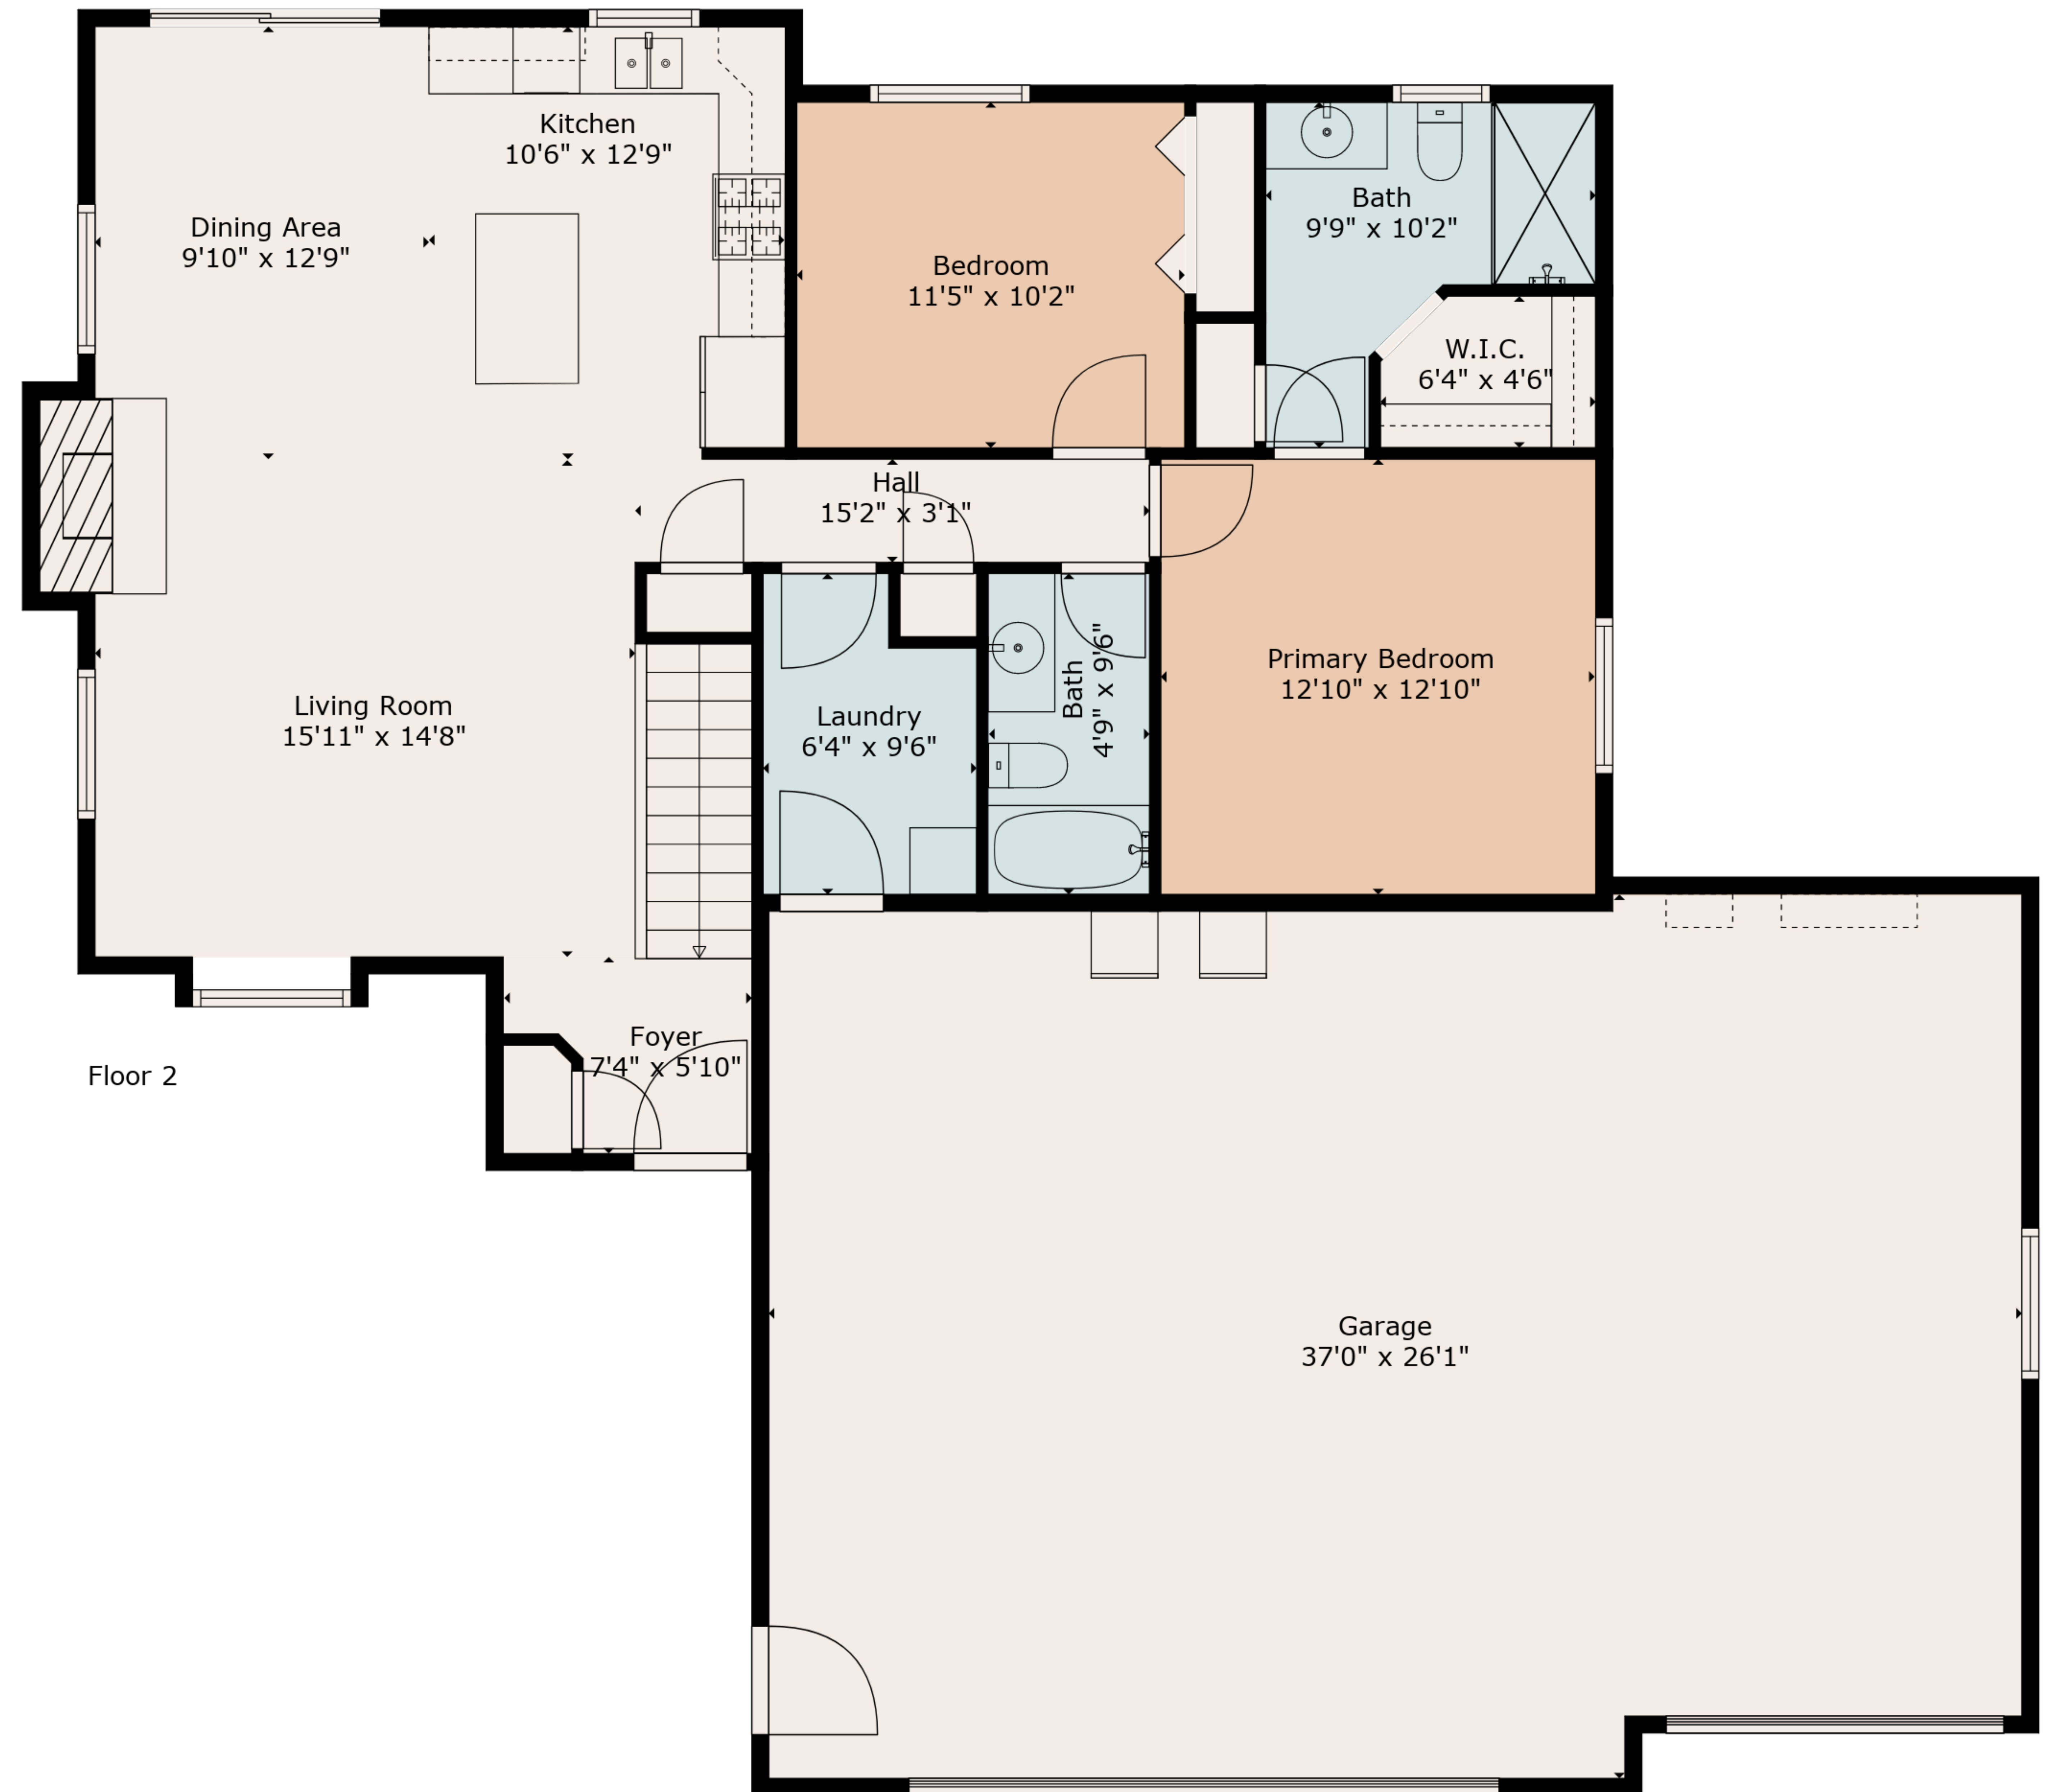 Kitchen
10'6" x 12'9"
Dining Area
9'10" x 12'9"
Bedroom
11'5" x 10'2"
Bath
9'9" x 10'2"
W.I.C.
6'4" x 4'6"
Hall
15'2" x 3'1"
Living Room
15'11" x 14'8"
Laundry
6'4" x 9'6"
Bath
4'9" x 9'6"
Primary Bedroom
12'10" x 12'10"
Foyer
7'4" x 5'10"
Floor 2
Garage
37'0" x 26'1"